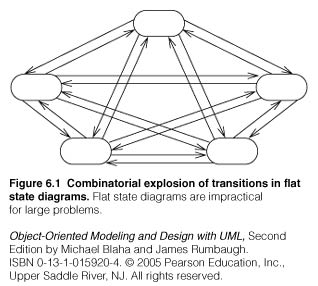 Figure 6.1 Combinatorial explosion of transitions in flat
state diagrams. Flat state diagrams are impractical
for large problems.
Object-Oriented Modeling and Design with UML, Second
Edition by Michael Blaha and James Rumbaugh.
ISBN 0-13-1-015920-4. © 2005 Pearson Education, Inc.,
Upper Saddle River, NJ. All rights reserved.